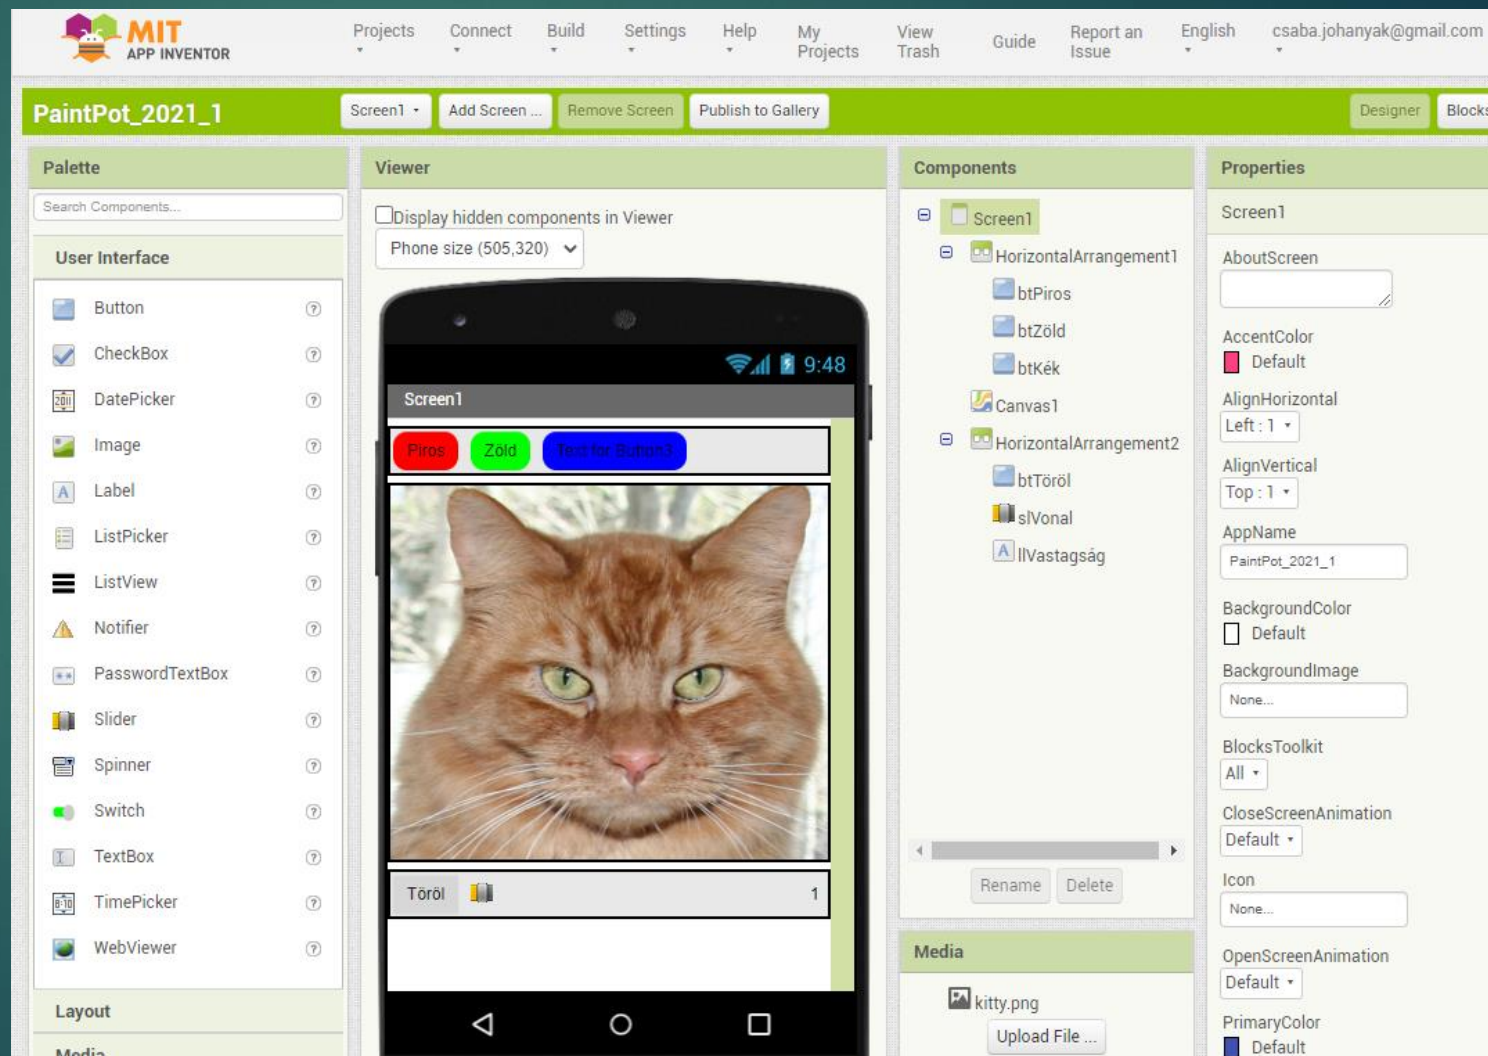 MIT
APP INVENTOR
Projects
Connect
Build
Settings
Help
My
Projects
View
Trash
Guide
Report an
Issue
English
csaba.johanyak@gmail.com
PaintPot_2021_1
Screen1
Add Screen ...
Remove Screen
Publish to Gallery
Designer
Blocks
Palette
Search Components...
User Interface
Button
CheckBox
DatePicker
Image
Label
ListPicker
ListView
Notifier
PasswordTextBox
Slider
Spinner
Switch
TextBox
TimePicker
WebViewer
Layout
Media
Viewer
Display hidden components in Viewer
Phone size (505,320)
9:48
Screen1
Piros
Zöld
Text for Button3
Töröl
1
Components
Screen1
HorizontalArrangement1
btPiros
btZöld
btKék
Canvas1
HorizontalArrangement2
btTöröl
slVonal
llVastagság
Rename
Delete
Media
kitty.png
Upload File ...
Properties
Screen1
AboutScreen
AccentColor
Default
AlignHorizontal
Left : 1
AlignVertical
Top : 1
AppName
PaintPot_2021_1
BackgroundColor
Default
BackgroundImage
None...
BlocksToolkit
All
CloseScreenAnimation
Default
Icon
None...
OpenScreenAnimation
Default
PrimaryColor
Default